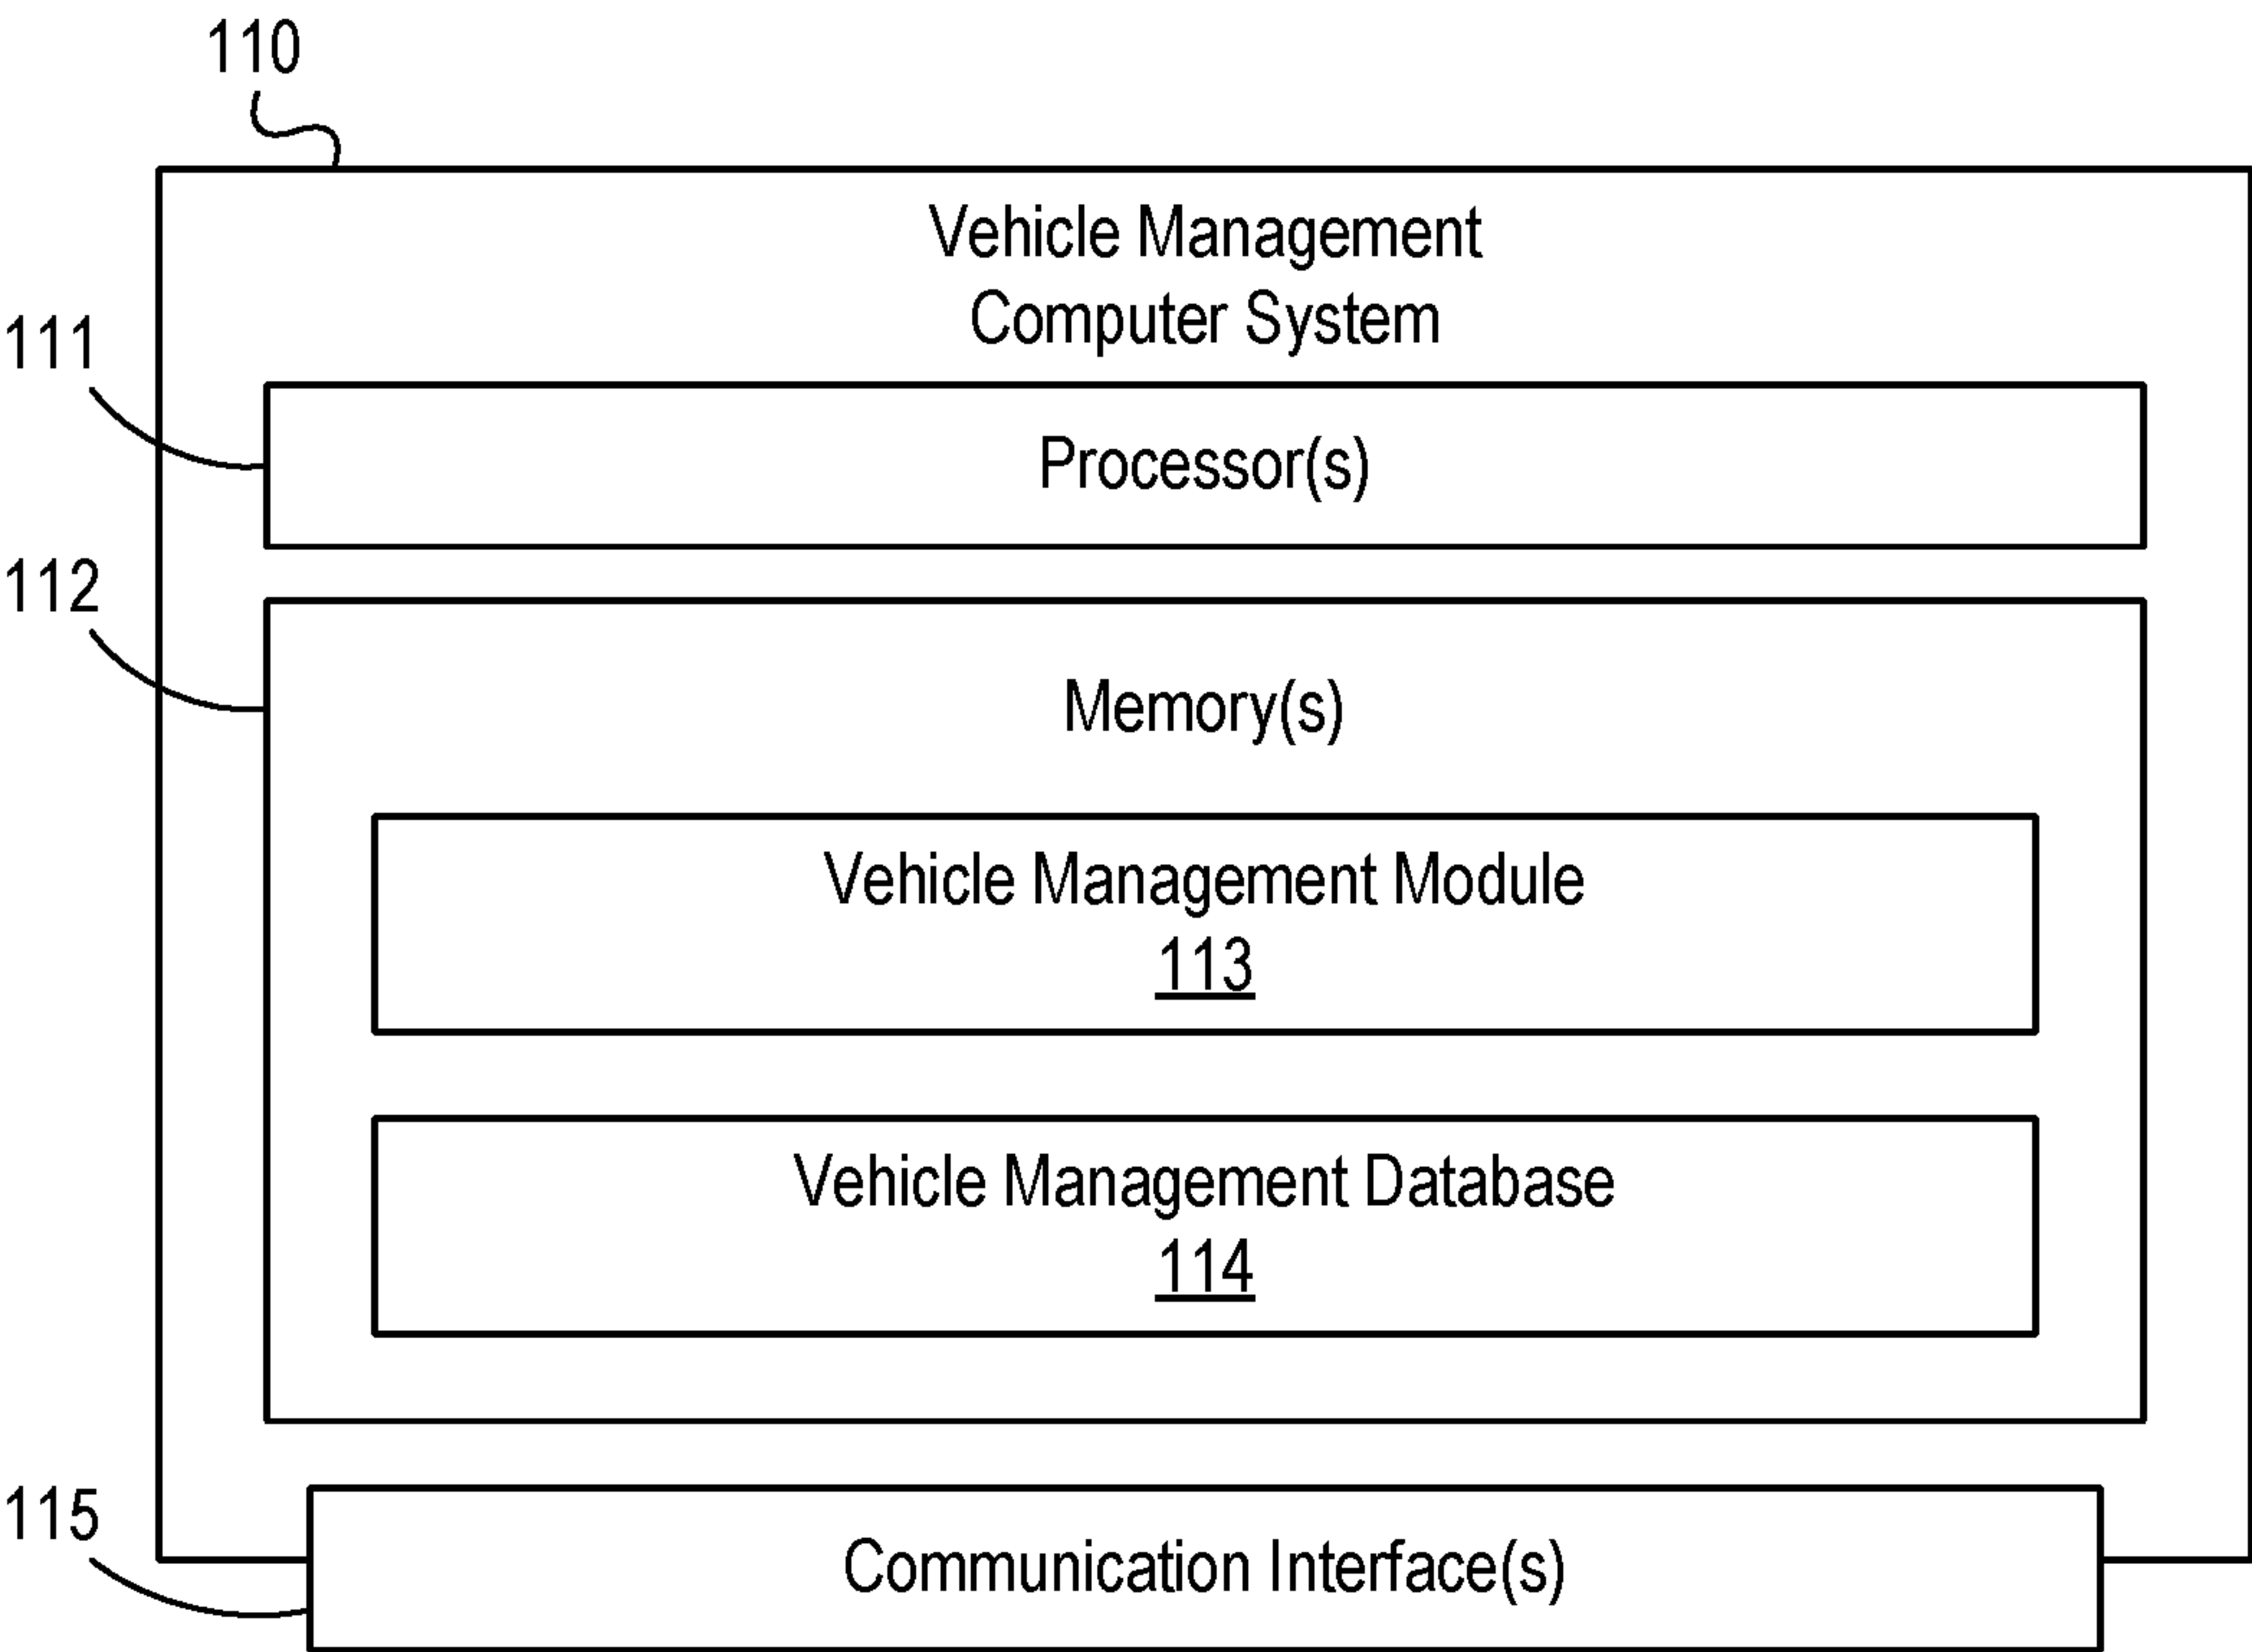 110
Vehicle Management
Computer System
111
Processor(s)
112
Memory(s)
Vehicle Management Module
113
Vehicle Management Database
114
115
Communication Interface(s)